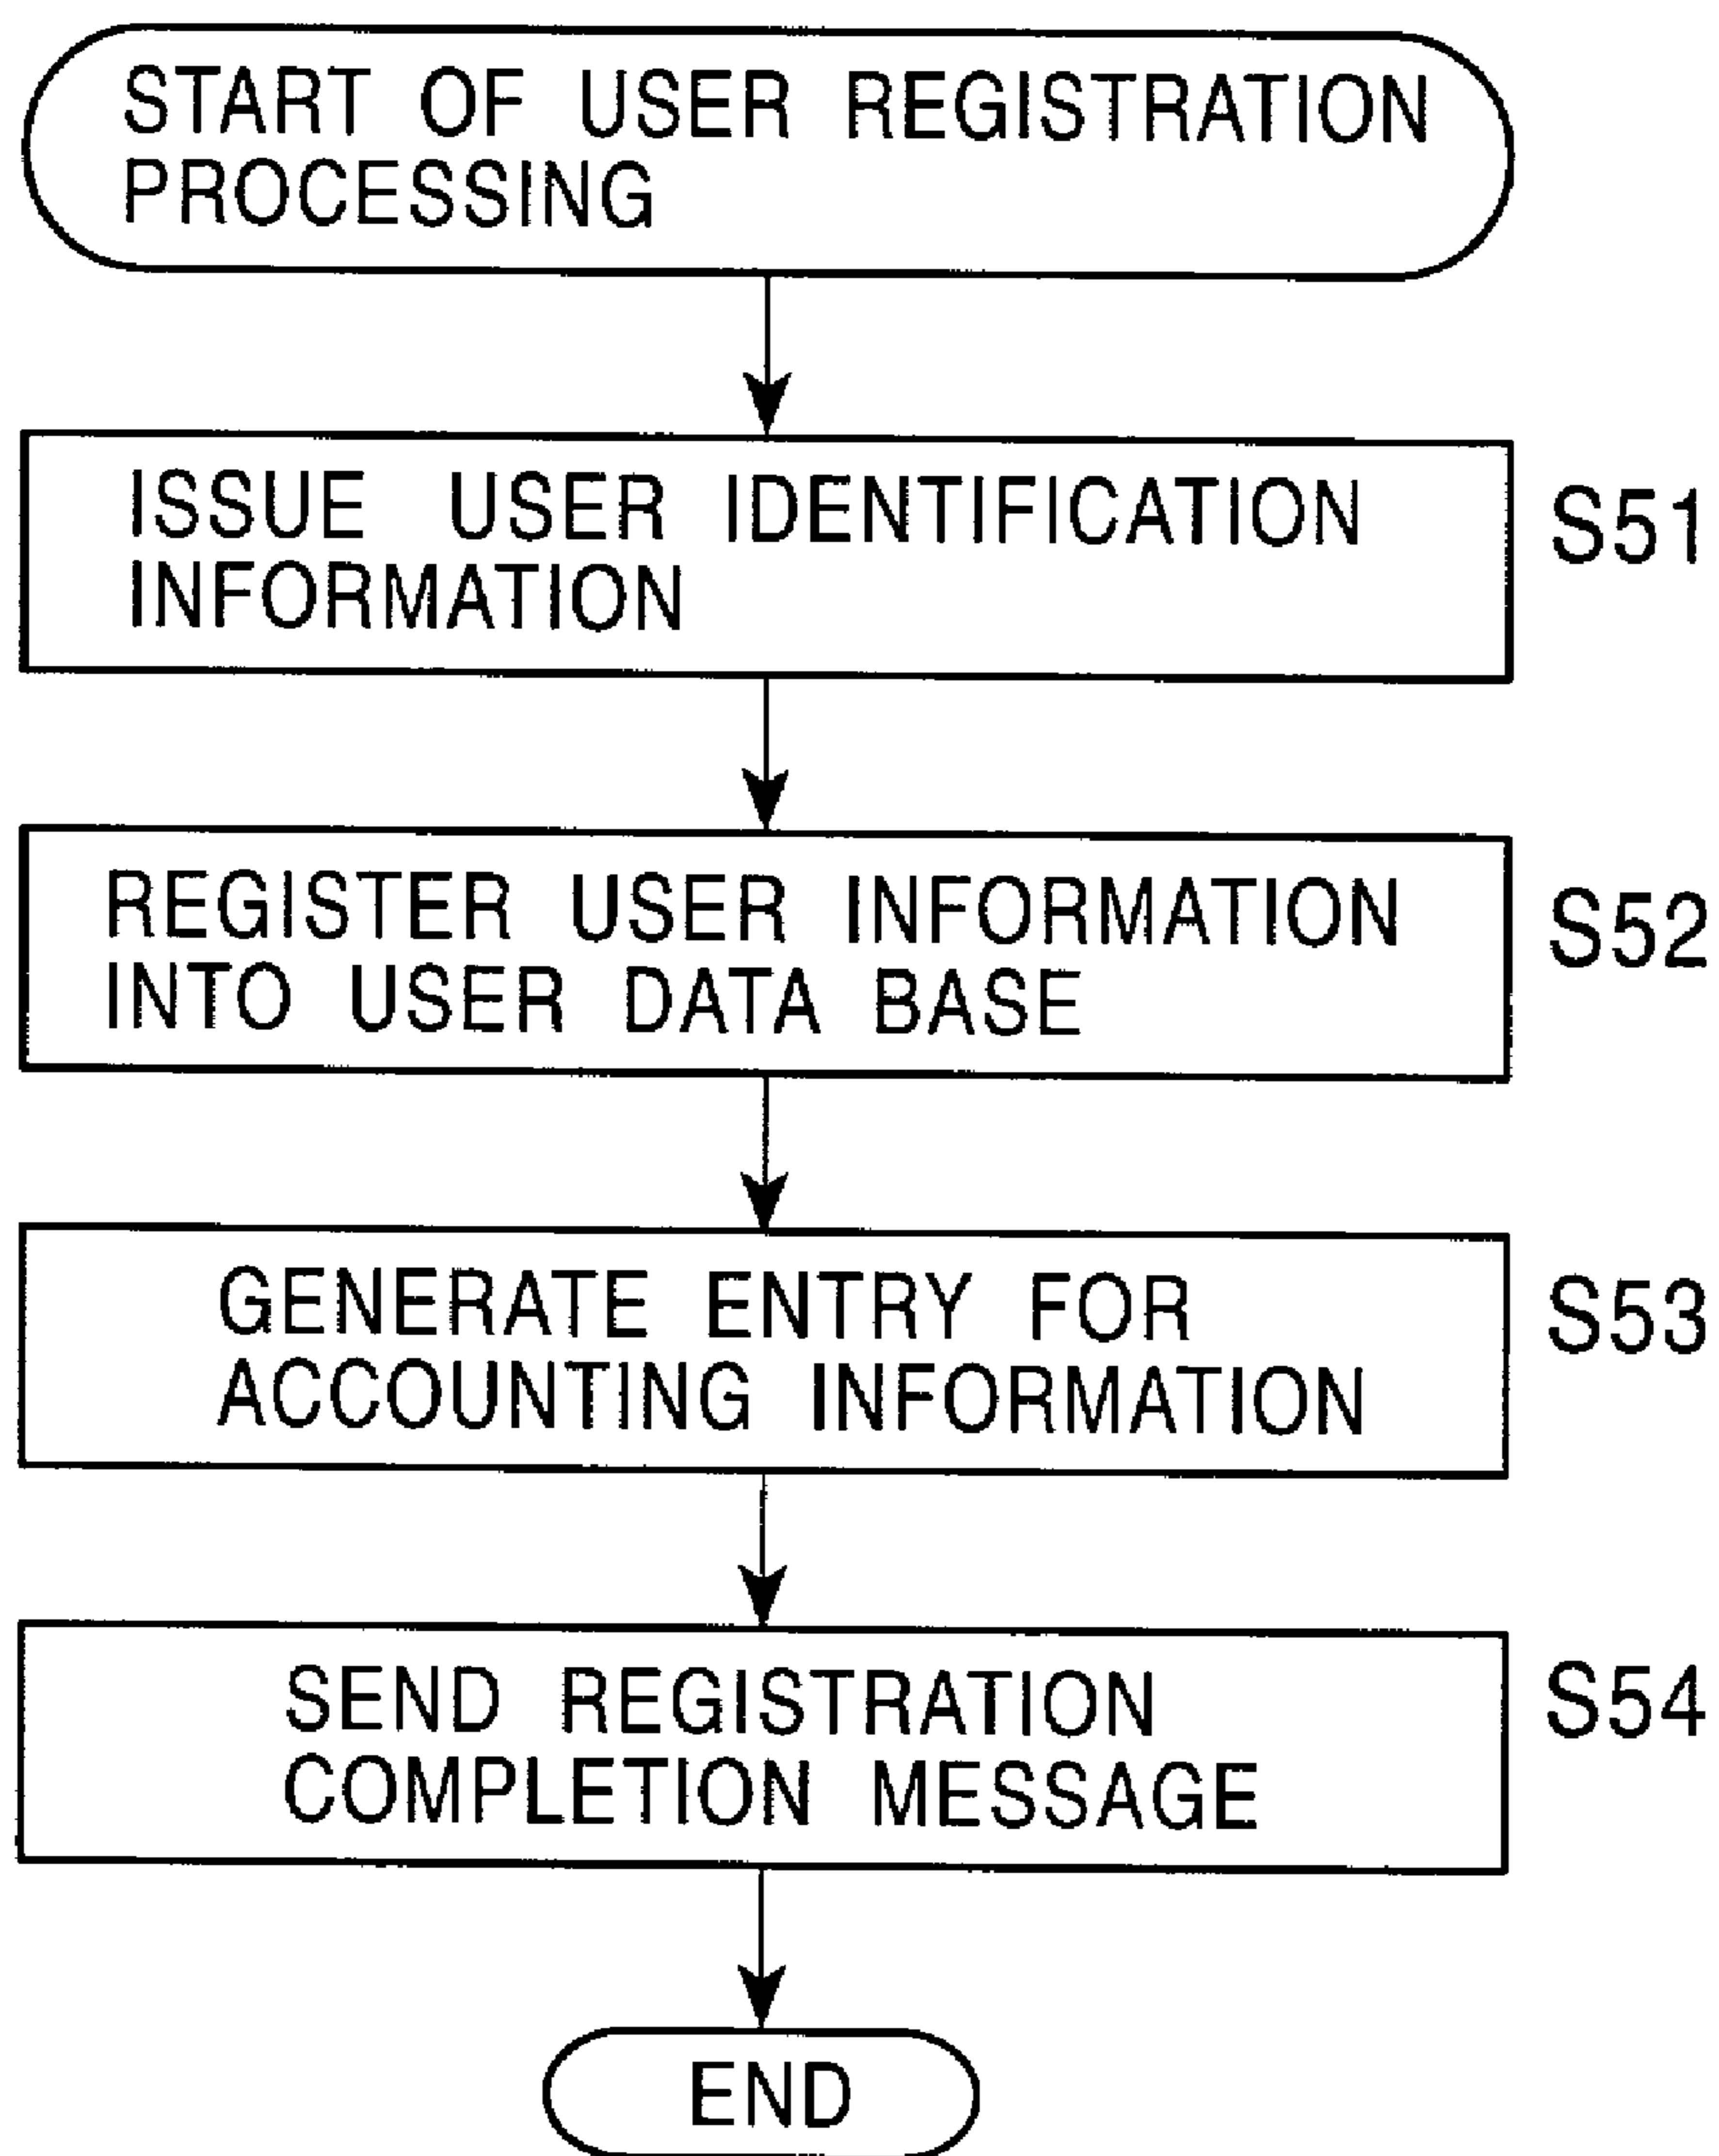 START OF USER REGISTRATION
PROCESSING
ISSUE USER IDENTIFICATION
INFORMATION
S51
REGISTER USER INFORMATION
INTO USER DATA BASE
S52
GENERATE ENTRY FOR
ACCOUNTING INFORMATION
S53
SEND REGISTRATION
COMPLETION MESSAGE
S54
END